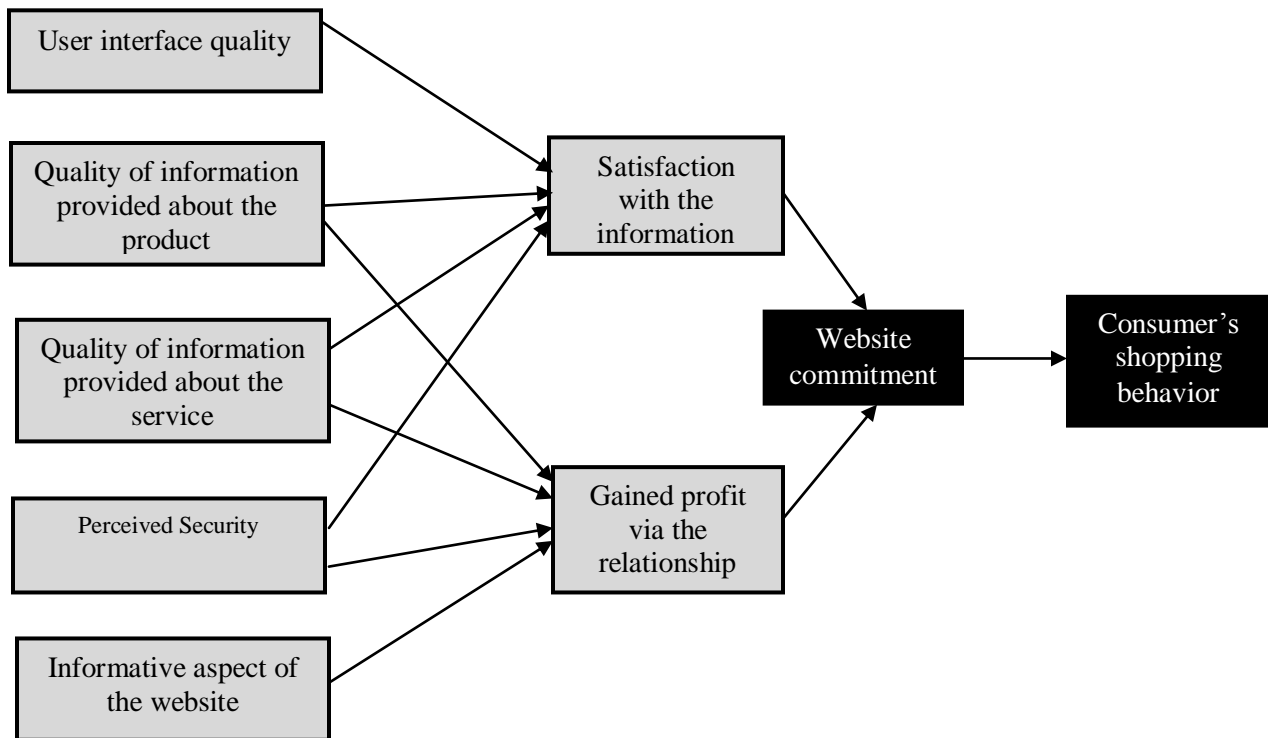 User interface quality
Quality of information
provided about the
product
Quality of information
provided about the
service
Perceived Security
Informative aspect of
the website
Satisfaction
with the
information
Gained profit
via the
relationship
Website
commitment
Consumer’s
shopping
behavior